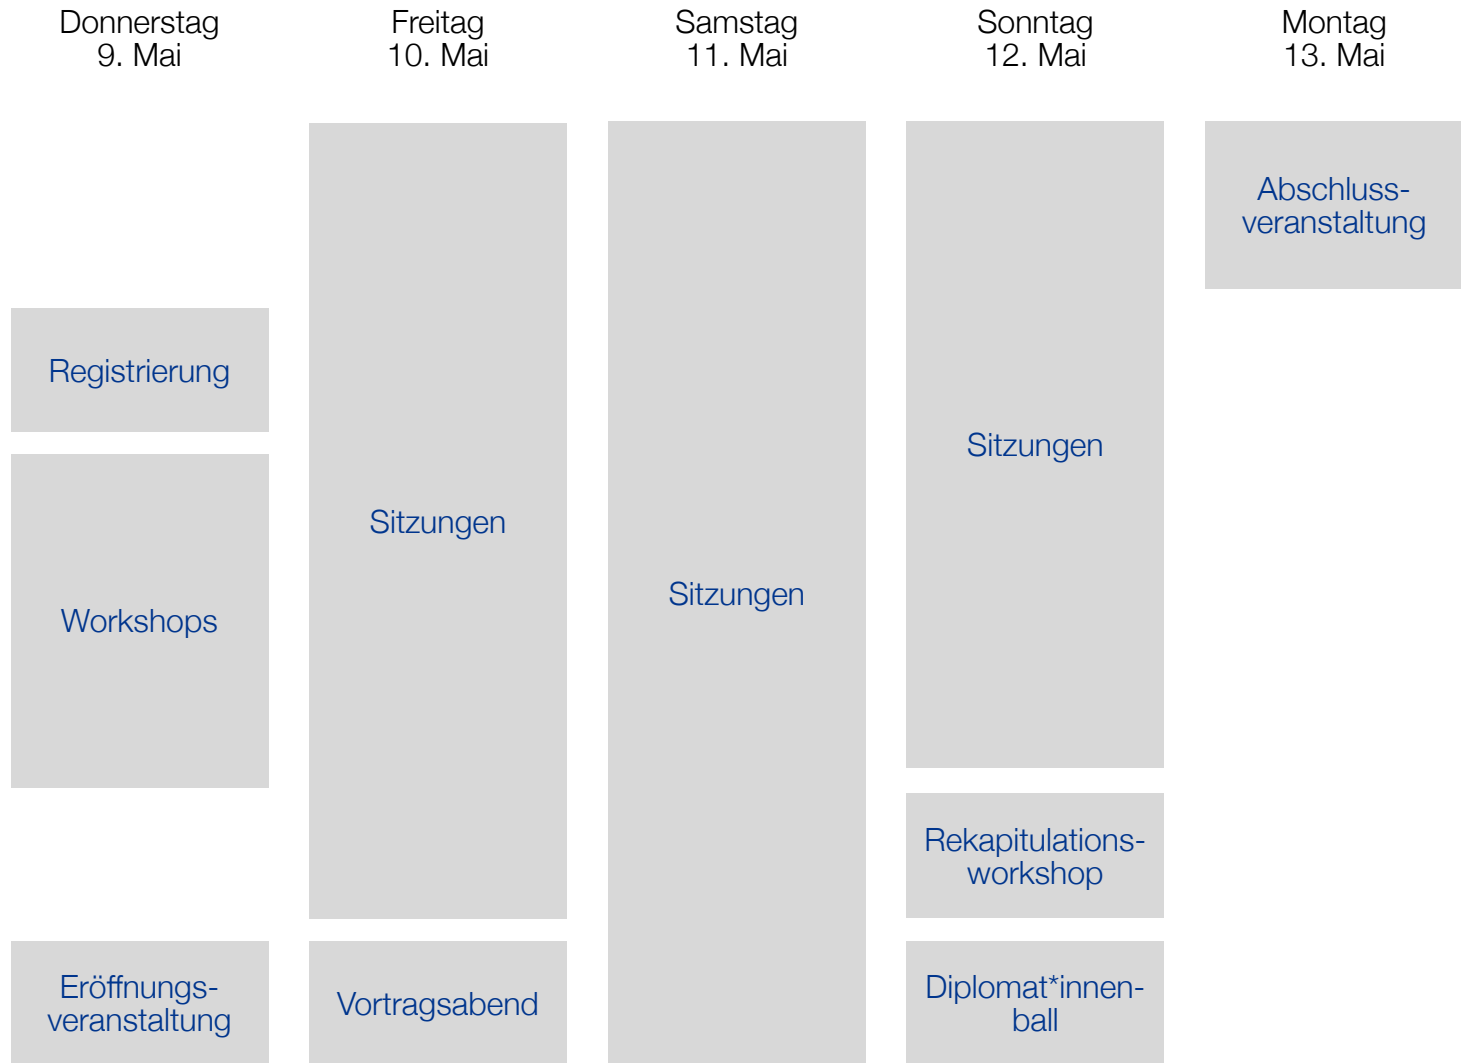 Donnerstag
9. Mai
Freitag
10. Mai
Samstag
11. Mai
Sonntag
12. Mai
Montag
13. Mai
Registrierung
Workshops
Eröffnungs-
veranstaltung
Sitzungen
Vortragsabend
Sitzungen
Sitzungen
Rekapitulations-
workshop
Diplomat*innen-
ball
Abschluss-
veranstaltung